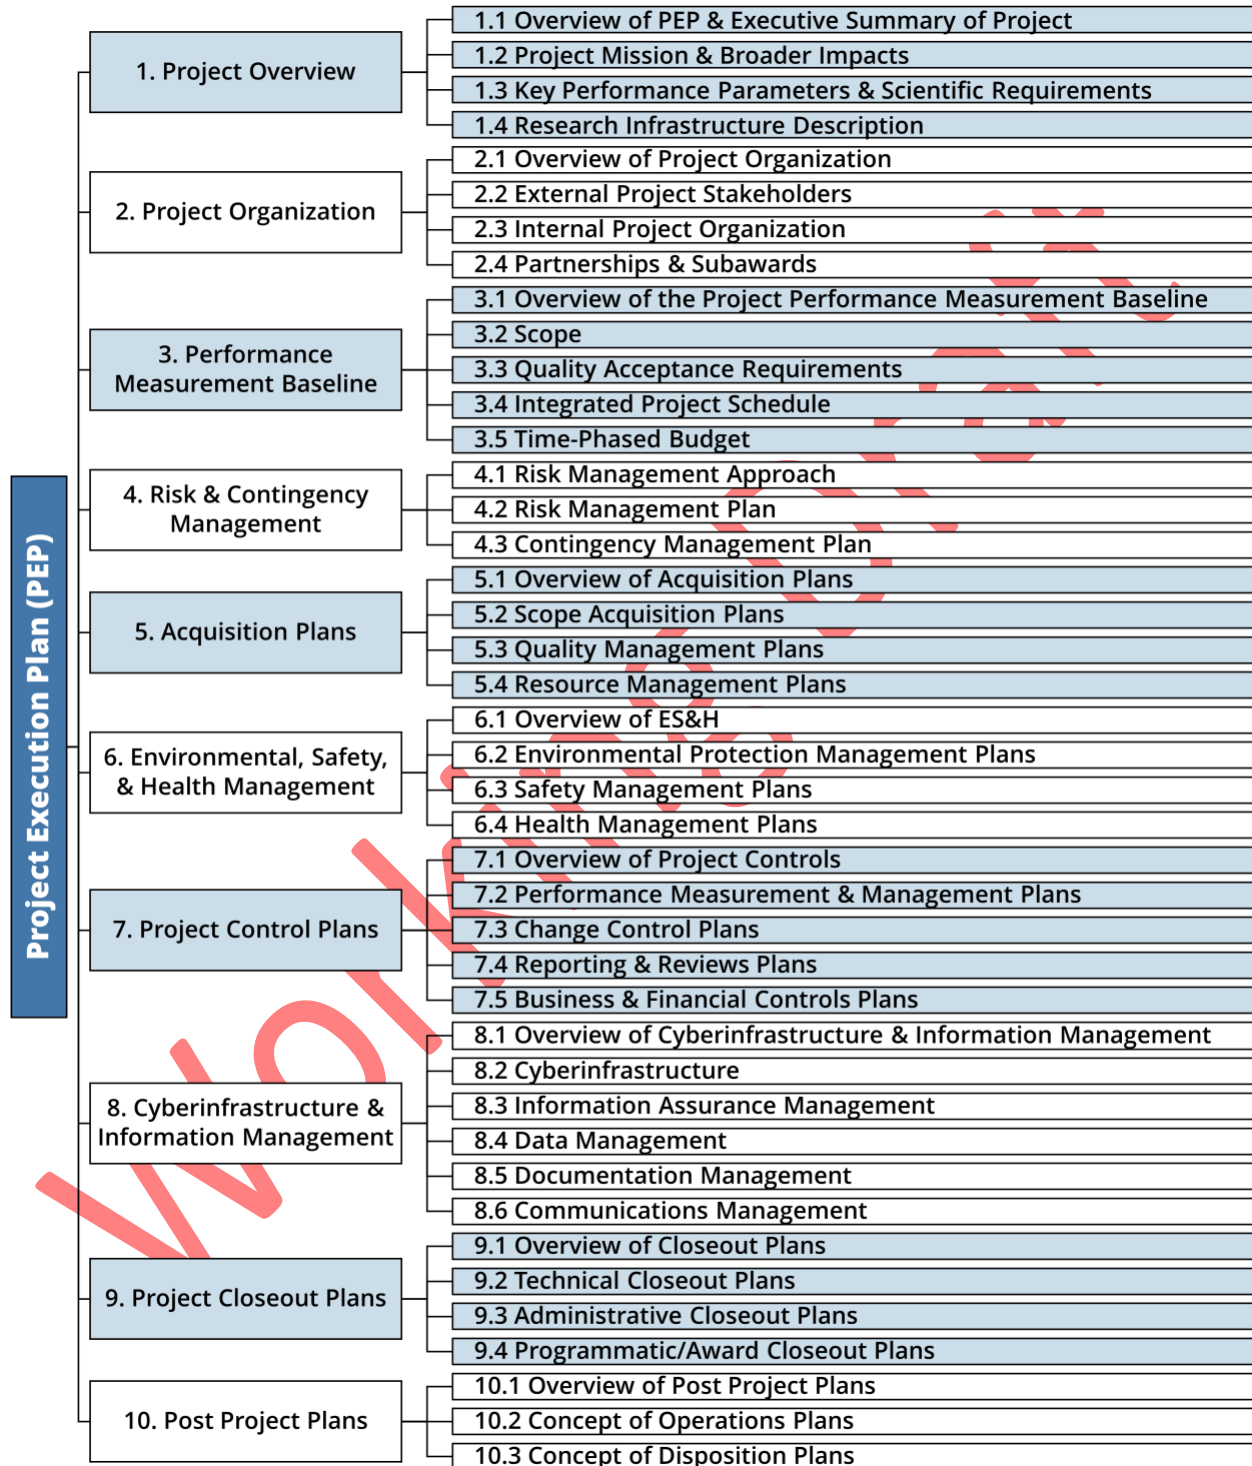 Project Execution Plan (PEP)
1. Project Overview
1.1 Overview of PEP & Executive Summary of Project
1.2 Project Mission & Broader Impacts
1.3 Key Performance Parameters & Scientific Requirements
1.4 Research Infrastructure Description
2. Project Organization
2.1 Overview of Project Organization
2.2 External Project Stakeholders
2.3 Internal Project Organization
2.4 Partnerships & Subawards
3. Performance
Measurement Baseline
3.1 Overview of the Project Performance Measurement Baseline
3.2 Scope
3.3 Quality Acceptance Requirements
3.4 Integrated Project Schedule
3.5 Time-Phased Budget
4. Risk & Contingency
Management
4.1 Risk Management Approach
4.2 Risk Management Plan
4.3 Contingency Management Plan
5. Acquisition Plans
5.1 Overview of Acquisition Plans
5.2 Scope Acquisition Plans
5.3 Quality Management Plans
5.4 Resource Management Plans
6. Environmental, Safety,
& Health Management
6.1 Overview of ES&H
6.2 Environmental Protection Management Plans
6.3 Safety Management Plans
6.4 Health Management Plans
7. Project Control Plans
7.1 Overview of Project Controls
7.2 Performance Measurement & Management Plans
7.3 Change Control Plans
7.4 Reporting & Reviews Plans
7.5 Business & Financial Controls Plans
8. Cyberinfrastructure &
Information Management
8.1 Overview of Cyberinfrastructure & Information Management
8.2 Cyberinfrastructure
8.3 Information Assurance Management
8.4 Data Management
8.5 Documentation Management
8.6 Communications Management
9. Project Closeout Plans
9.1 Overview of Closeout Plans
9.2 Technical Closeout Plans
9.3 Administrative Closeout Plans
9.4 Programmatic/Award Closeout Plans
10. Post Project Plans
10.1 Overview of Post Project Plans
10.2 Concept of Operations Plans
10.3 Concept of Disposition Plans
Working Draft